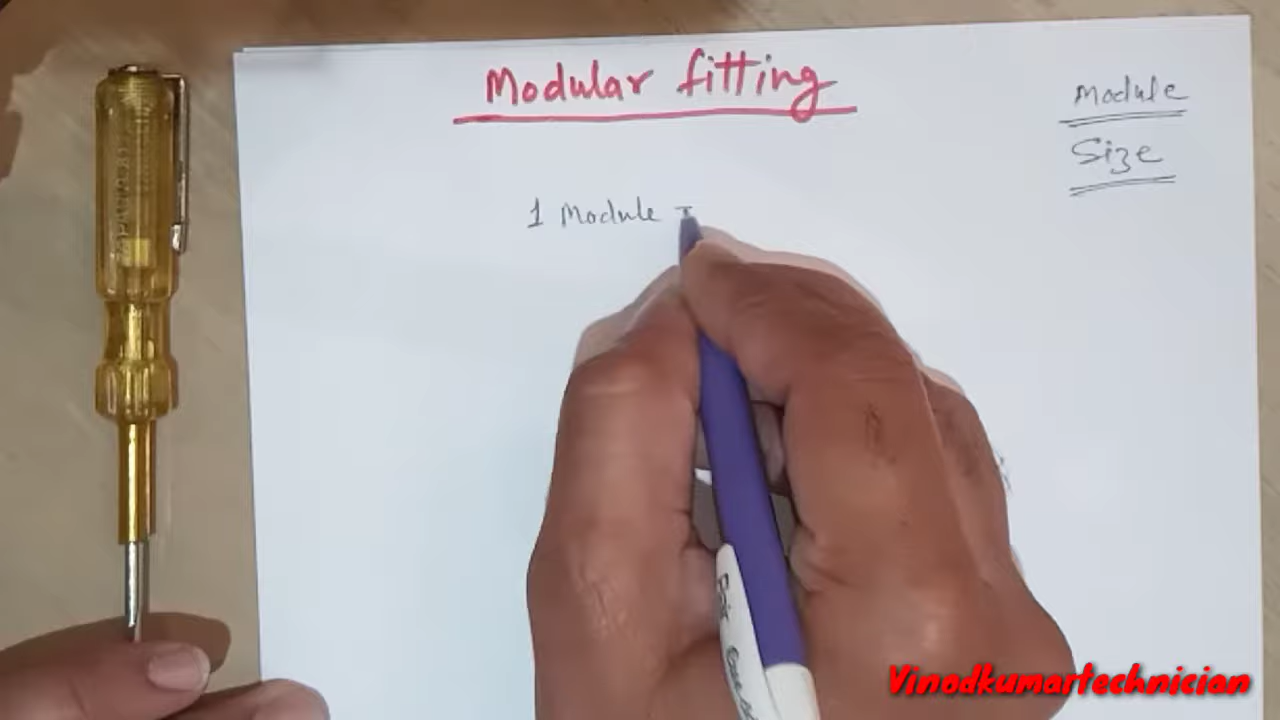 Modular fitting
Module
Size
1 Module
Vinodkumartechnician